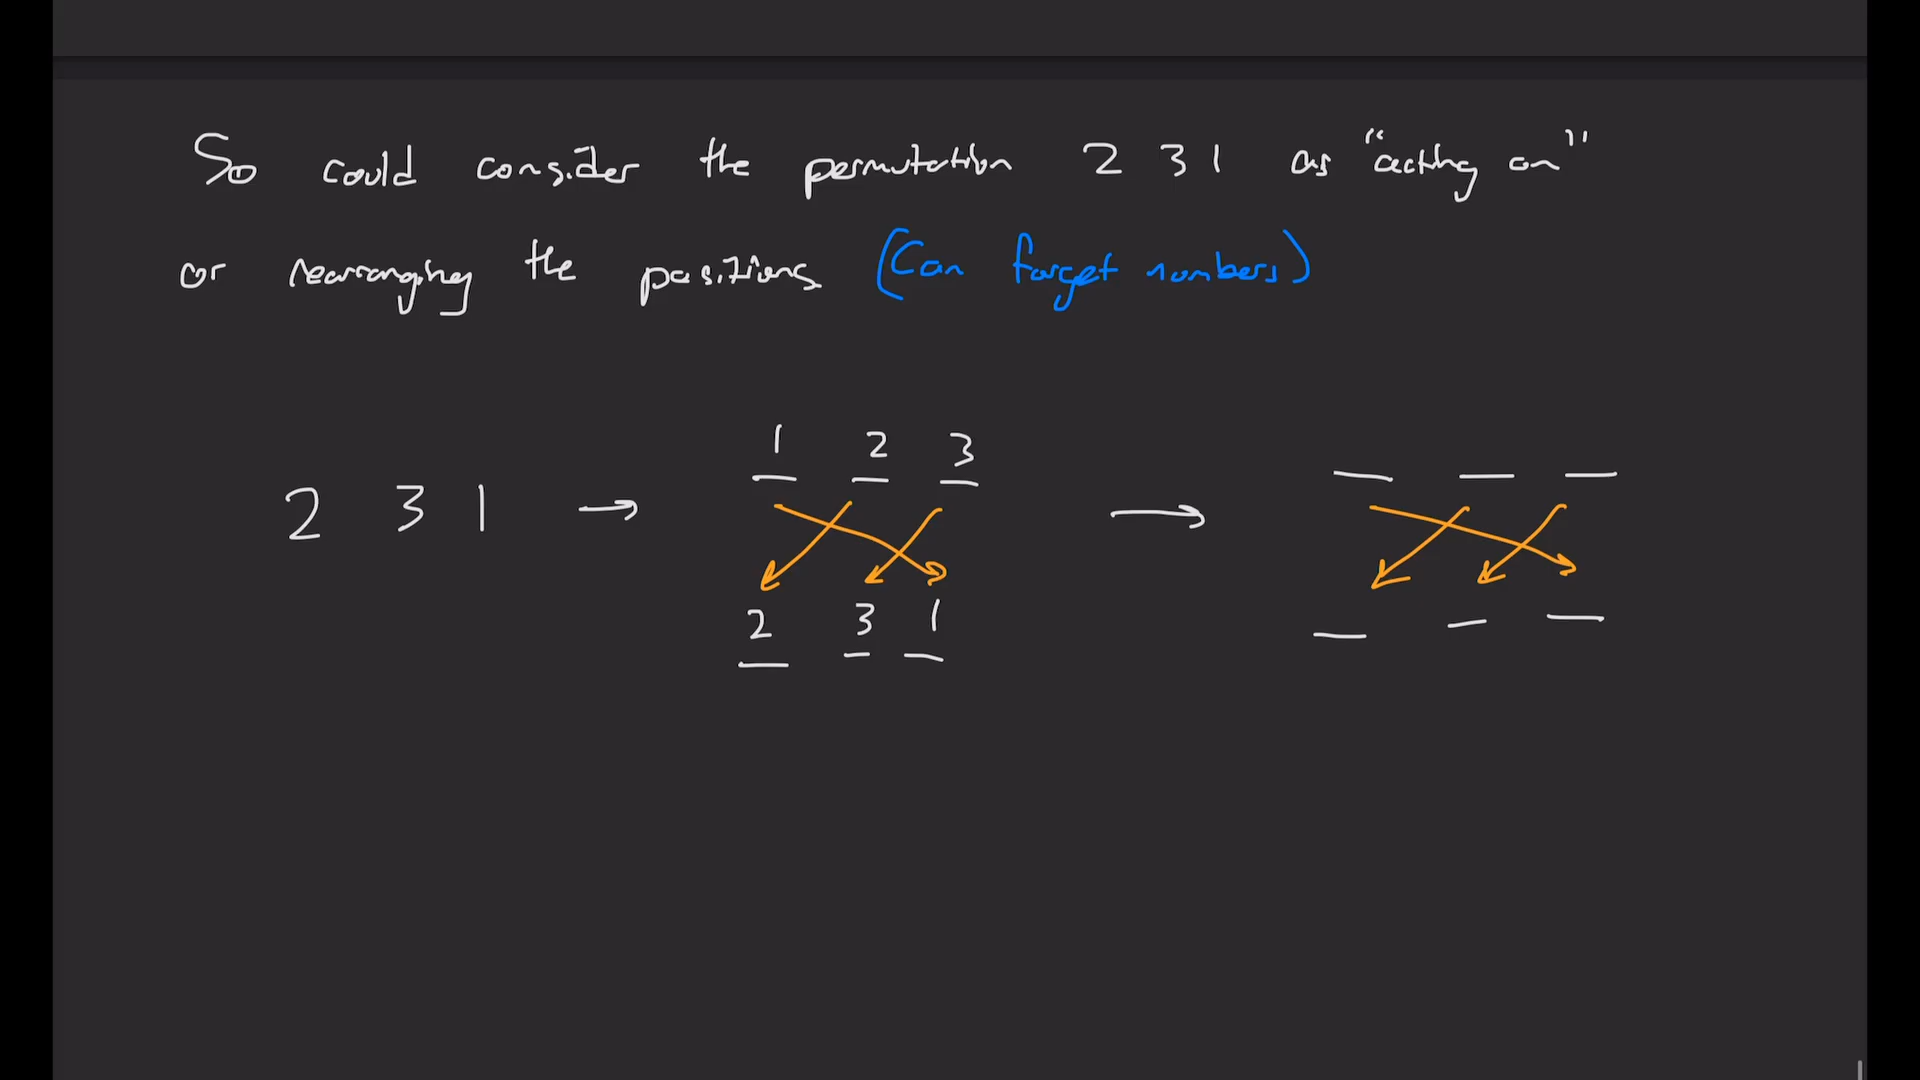 So could consider the permutation 2 3 1 as "acting on"
or rearranging the positions (Can forget numbers)
1 2 3
2 3 1 → →
2 3 1